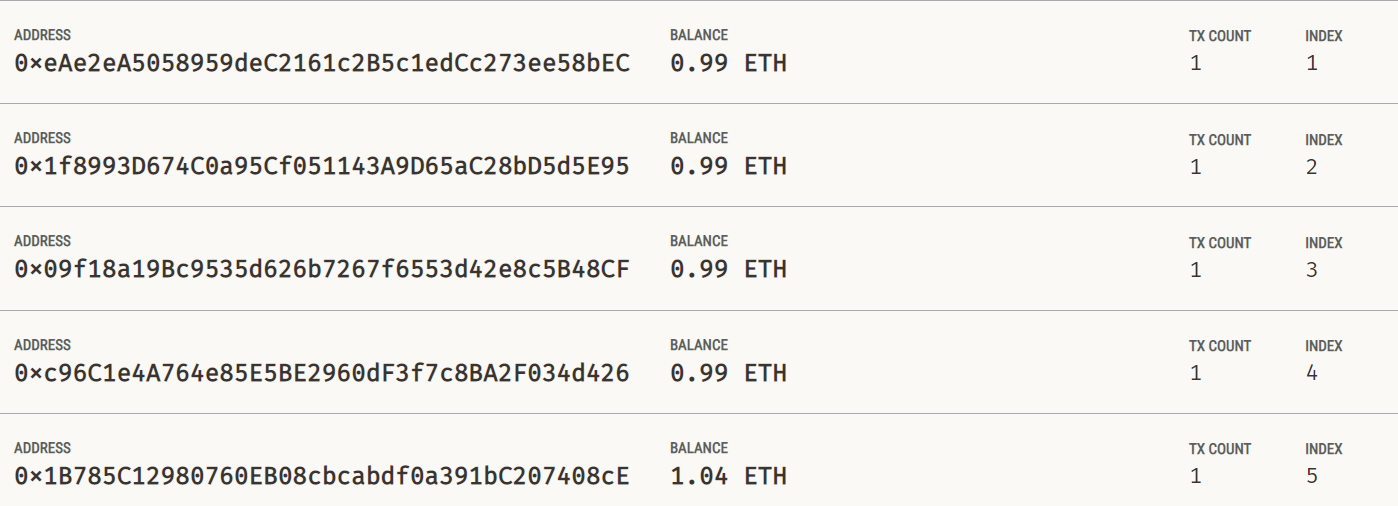 ADDRESS BALANCE TX COUNT INDEX
0×eAe2eA5058959deC2161c2B5c1edCc273ee58bEC 0.99 ETH 1 1
ADDRESS BALANCE TX COUNT INDEX
0×1f8993D674C0a95Cf051143A9D65aC28bD5d5E95 0.99 ETH 1 2
ADDRESS BALANCE TX COUNT INDEX
0×09f18a19Bc9535d626b7267f6553d42e8c5B48CF 0.99 ETH 1 3
ADDRESS BALANCE TX COUNT INDEX
0×c96C1e4A764e85E5BE2960dF3f7c8BA2F034d426 0.99 ETH 1 4
ADDRESS BALANCE TX COUNT INDEX
0×1B785C12980760EB08cbcabdf0a391bC207408cE 1.04 ETH 1 5